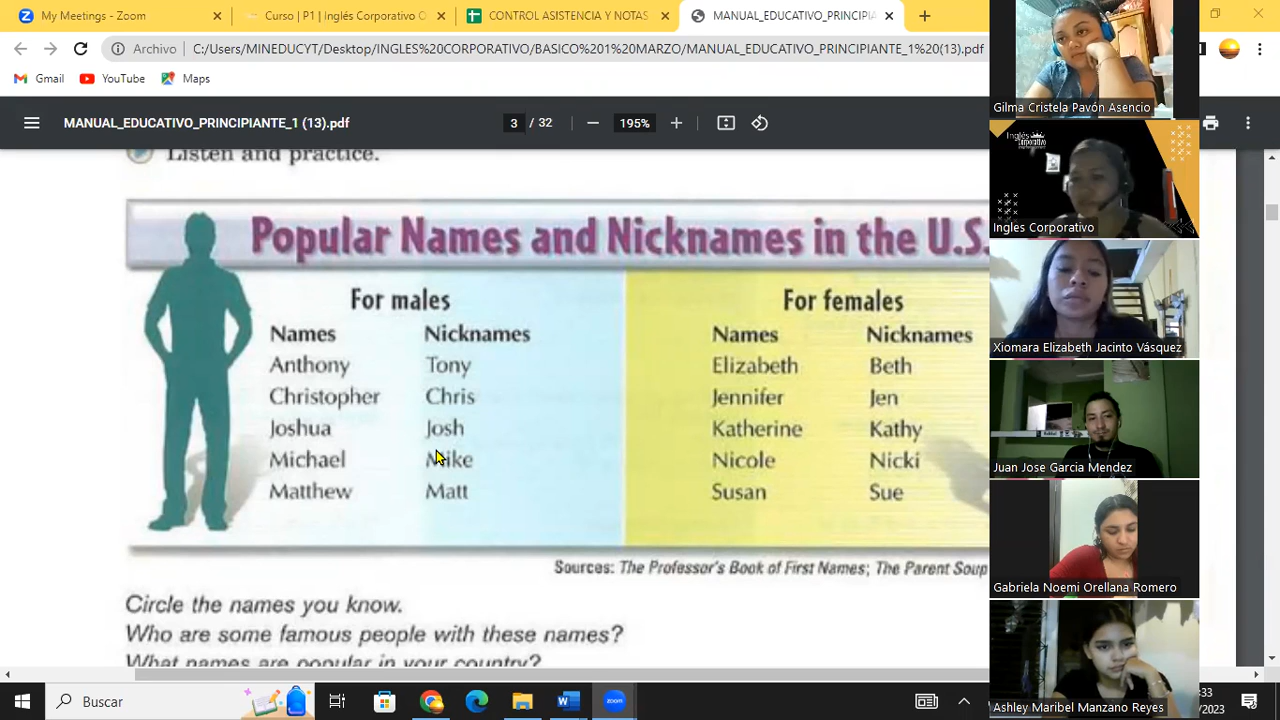 My Meetings - Zoom
Curso | P1 | Inglés Corporativo O
CONTROL ASISTENCIA Y NOTAS
MANUAL_EDUCATIVO_PRINCIPIA
Archivo C:/Users/MINEDUCYT/Desktop/INGLES%20CORPORATIVO/BASICO%201%20MARZO/MANUAL_EDUCATIVO_PRINCIPIANTE_1%20(13).pdf
Gmail YouTube Maps
MANUAL_EDUCATIVO_PRINCIPIANTE_1 (13).pdf
3 / 32
195%
Listen and practice.
Popular Names and Nicknames in the U.S.
For males
Names Nicknames
Anthony Tony
Christopher Chris
Joshua Josh
Michael Mike
Matthew Matt
For females
Names Nicknames
Elizabeth Beth
Jennifer Jen
Katherine Kathy
Nicole Nicki
Susan Sue
Sources: The Professor's Book of First Names; The Parent Soup
Circle the names you know.
Who are some famous people with these names?
What names are popular in your country?
Gilma Cristela Pavón Asencio
Inglés
Corporativo
Ingles Corporativo
Xiomara Elizabeth Jacinto Vásquez
Juan Jose Garcia Mendez
Gabriela Noemi Orellana Romero
Ashley Maribel Manzano Reyes
Buscar
zoom